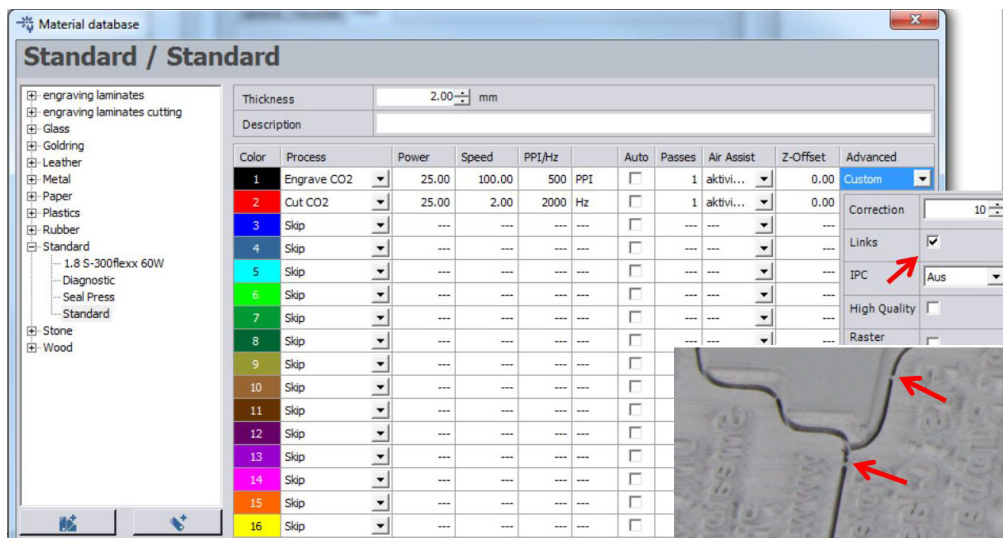 Material database
Standard / Standard
engraving laminates
engraving laminates cutting
Glass
Goldring
Leather
Metal
Paper
Plastics
Rubber
Standard
1.8 S-300flexx 60W
Diagnostic
Seal Press
Standard
Stone
Wood
Thickness 2.00 mm
Description
Color Process Power Speed PPI/Hz Auto Passes Air Assist Z-Offset Advanced
1 Engrave CO2 25.00 100.00 500 PPI 1 aktivi... 0.00 Custom
2 Cut CO2 25.00 2.00 2000 Hz 1 aktivi... 0.00
3 Skip --- --- --- --- --- --- ---
4 Skip --- --- --- --- --- --- ---
5 Skip --- --- --- --- --- --- ---
6 Skip --- --- --- --- --- --- ---
7 Skip --- --- --- --- --- --- ---
8 Skip --- --- --- --- --- --- ---
9 Skip --- --- --- ---
10 Skip --- --- --- ---
11 Skip --- --- --- ---
12 Skip --- --- --- ---
13 Skip --- --- --- ---
14 Skip --- --- --- ---
15 Skip --- --- --- ---
16 Skip --- --- --- ---
Correction 10
Links
IPC Aus
High Quality
Raster
www